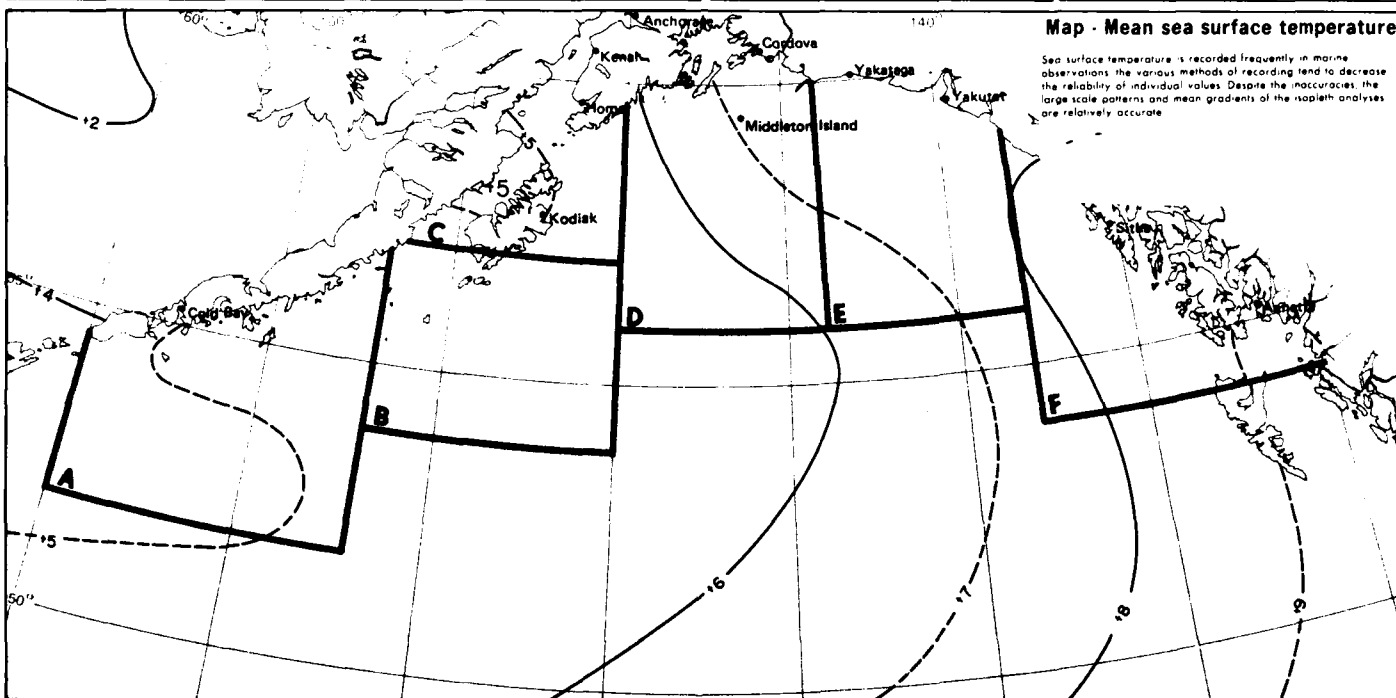 Map - Mean sea surface temperature
Sea surface temperature is recorded frequently in marine
observations the various methods of recording tend to decrease
the reliability of individual values Despite the inaccuracies, the
large scale patterns and mean gradients of the isopleth analyses
are relatively accurate
60°
140°
Anchorage
Cordova
Kenai
Yakataga
Yakutat
Homer
Middleton Island
+2
+5
+5
Kodiak
Sitka
C
+4
Cold Bay
Annette
D
E
F
B
A
+5
50°
+6
+7
+8
+9